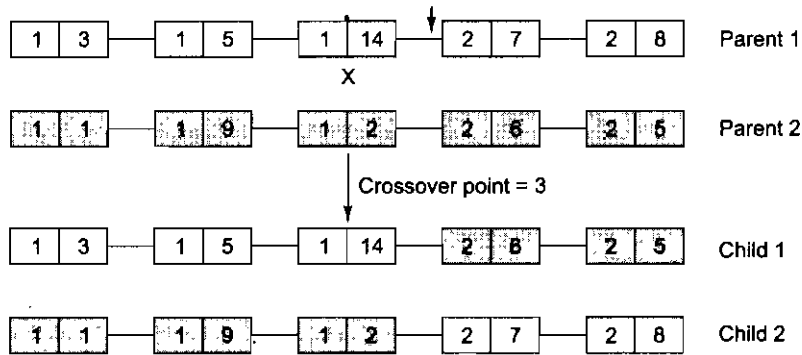 1 3 1 5 1 14 2 7 2 8 Parent 1
X
1 1 1 9 1 2 2 6 2 5 Parent 2
Crossover point = 3
1 3 1 5 1 14 2 6 2 5 Child 1
1 1 1 9 1 2 2 7 2 8 Child 2